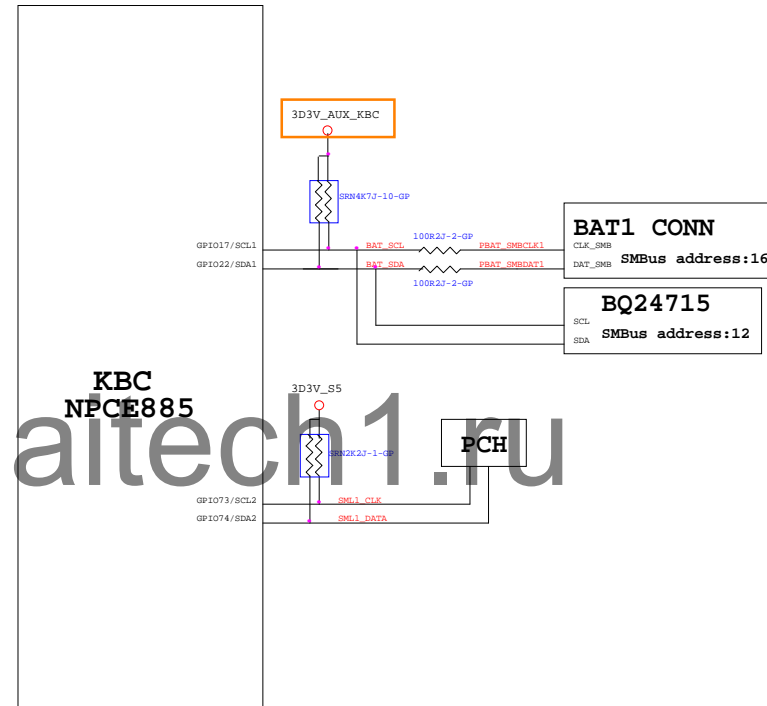 3D3V_AUX_KBC
SRN4K7J-10-GP
GPIO17/SCL1
BAT_SCL
100R2J-2-GP
PBAT_SMBCLK1
GPIO22/SDA1
BAT_SDA
100R2J-2-GP
PBAT_SMBDAT1
BAT1 CONN
CLK_SMB
SMBus address:16
DAT_SMB
BQ24715
SCL
SMBus address:12
SDA
KBC
NPCE885
3D3V_S5
SRN2K2J-1-GP
PCH
GPIO73/SCL2
SML1_CLK
GPIO74/SDA2
SML1_DATA
aitech1.ru